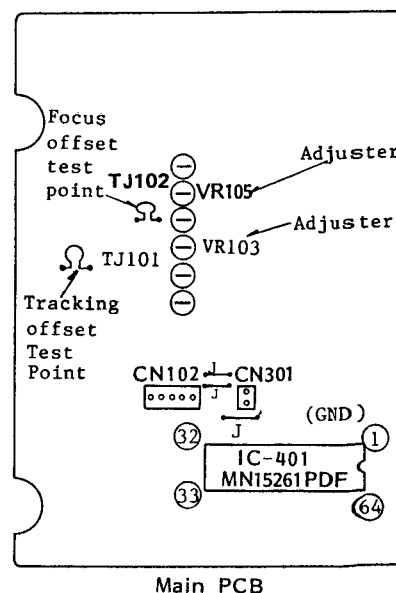 Focus
offset
test
point
TJ102
VR105
Adjuster
Adjuster
VR103
TJ101
Tracking
offset
Test
Point
CN102
J
CN301
J
J
(GND)
32
1
IC-401
MN15261PDF
33
64
Main PCB